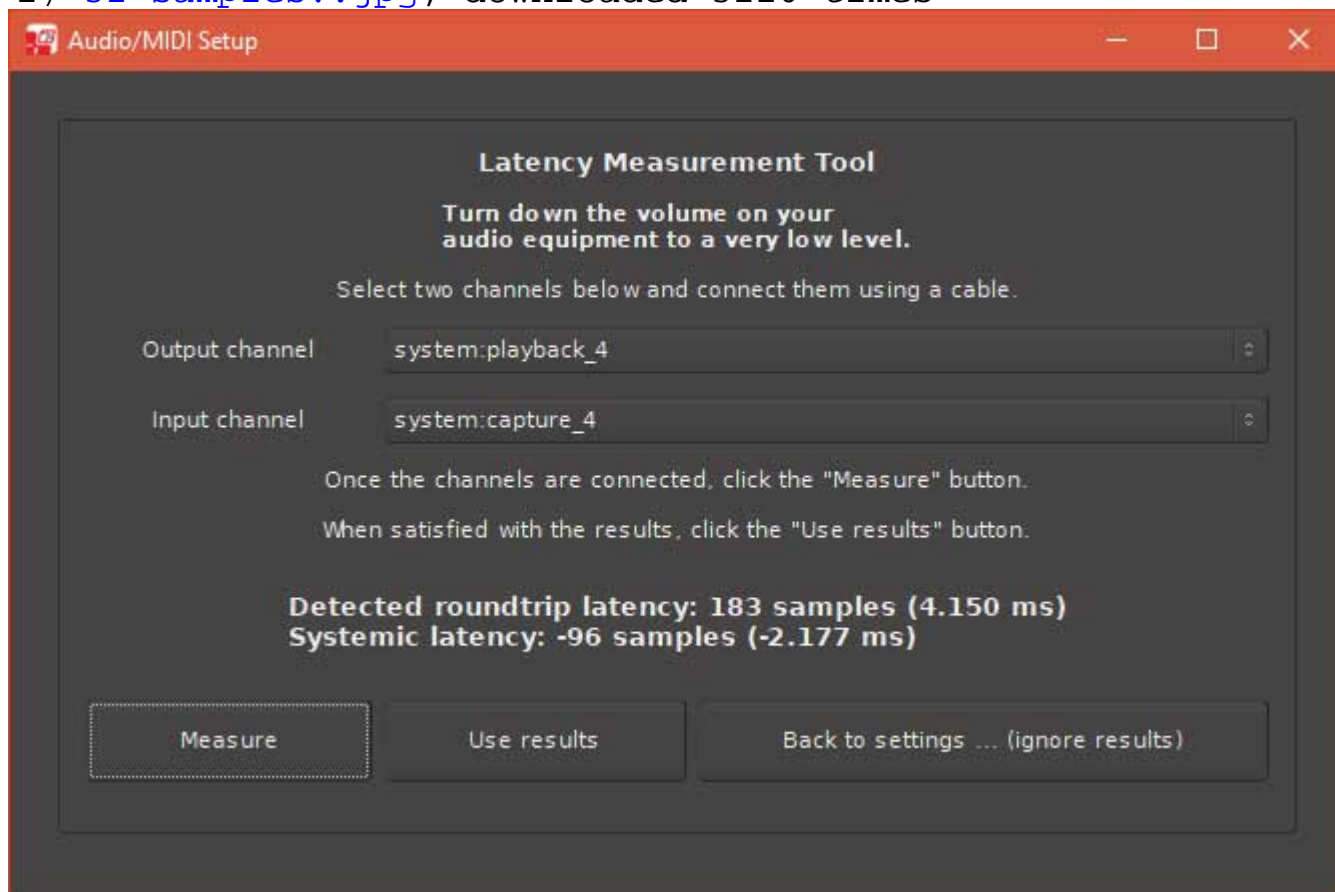 Audio/MIDI Setup
Latency Measurement Tool
Turn down the volume on your
audio equipment to a very low level.
Select two channels below and connect them using a cable.
Output channel system:playback_4
Input channel system:capture_4
Once the channels are connected, click the "Measure" button.
When satisfied with the results, click the "Use results" button.
Detected roundtrip latency: 183 samples (4.150 ms)
Systemic latency: -96 samples (-2.177 ms)
Measure Use results Back to settings ... (ignore results)